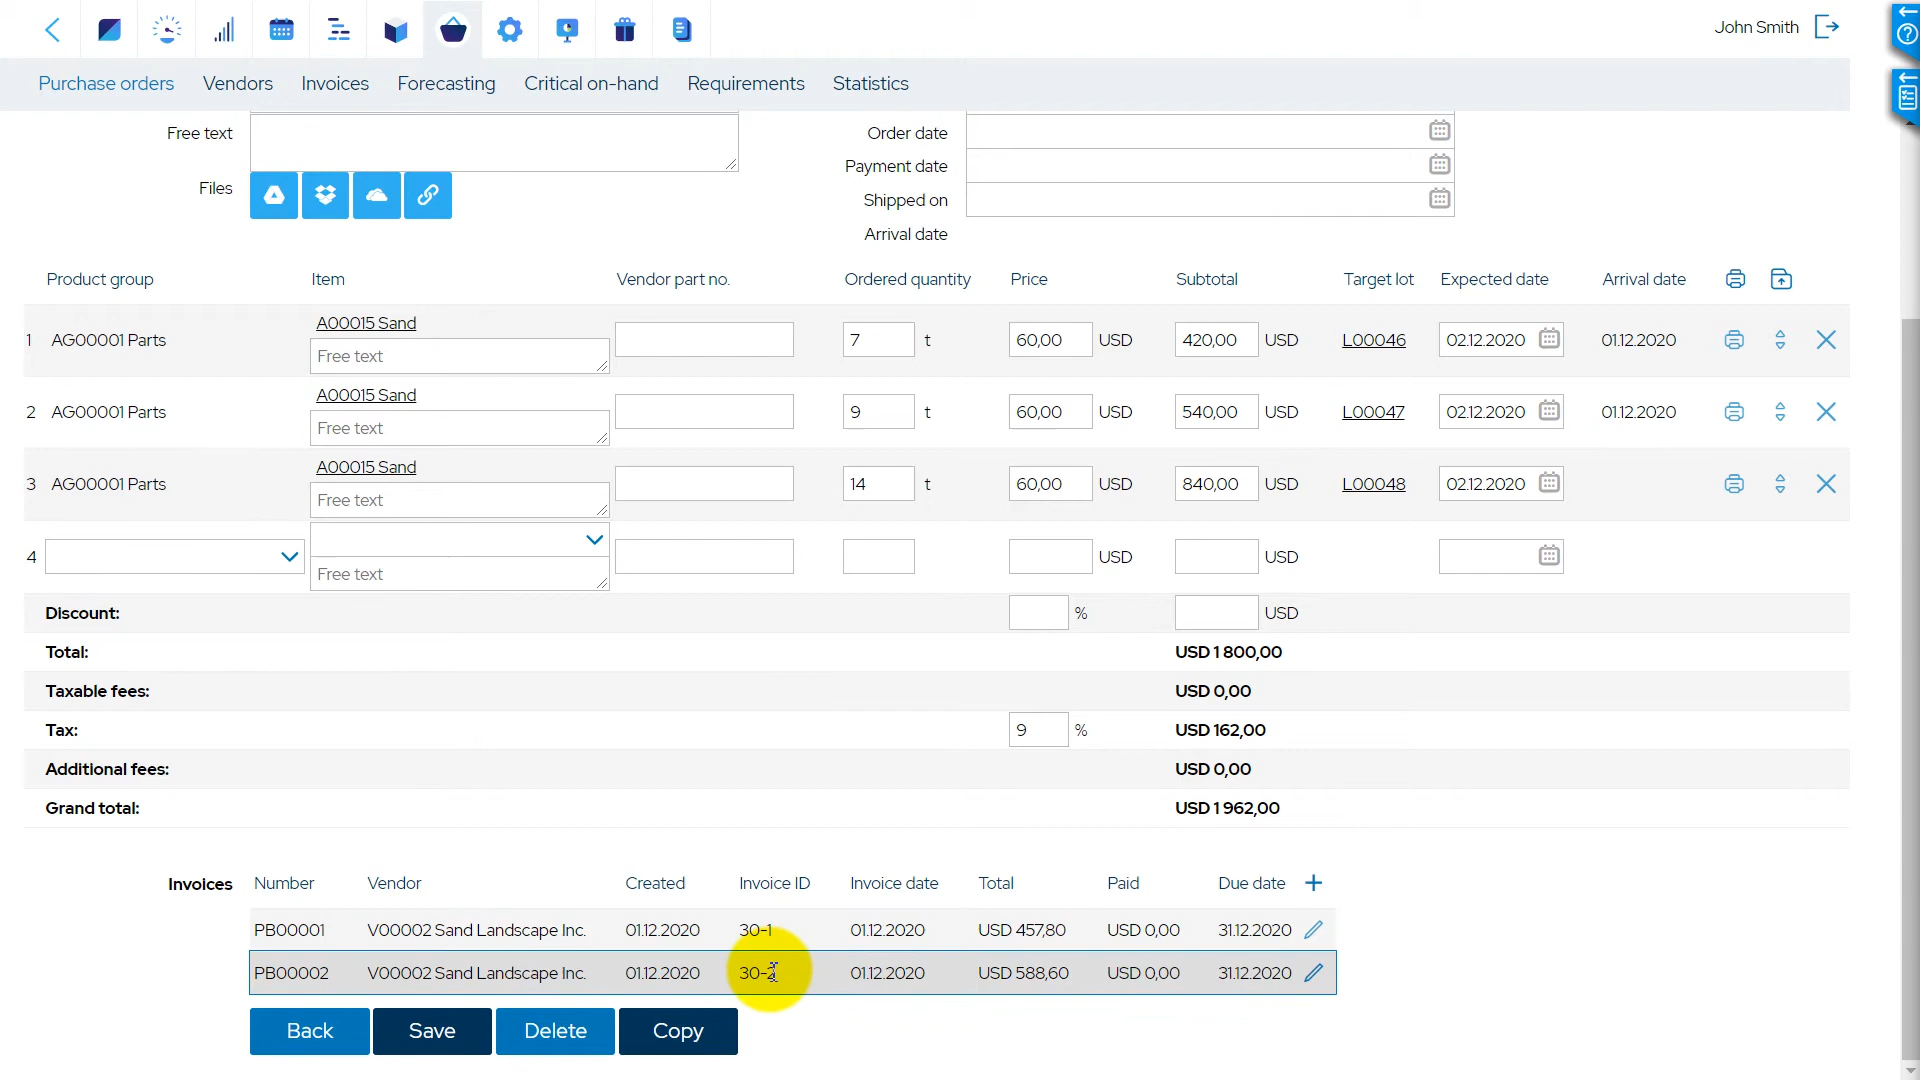 John Smith
Purchase orders Vendors Invoices Forecasting Critical on-hand Requirements Statistics
Free text Order date
Payment date
Files Shipped on
Arrival date
Product group Item Vendor part no. Ordered quantity Price Subtotal Target lot Expected date Arrival date
1 AG00001 Parts A00015 Sand Free text 7 t 60,00 USD 420,00 USD L00046 02.12.2020 01.12.2020
2 AG00001 Parts A00015 Sand Free text 9 t 60,00 USD 540,00 USD L00047 02.12.2020 01.12.2020
3 AG00001 Parts A00015 Sand Free text 14 t 60,00 USD 840,00 USD L00048 02.12.2020
4 Free text USD USD
Discount: % USD
Total: USD 1 800,00
Taxable fees: USD 0,00
Tax: 9 % USD 162,00
Additional fees: USD 0,00
Grand total: USD 1 962,00
Invoices Number Vendor Created Invoice ID Invoice date Total Paid Due date
PB00001 V00002 Sand Landscape Inc. 01.12.2020 30-1 01.12.2020 USD 457,80 USD 0,00 31.12.2020
PB00002 V00002 Sand Landscape Inc. 01.12.2020 30-2 01.12.2020 USD 588,60 USD 0,00 31.12.2020
Back Save Delete Copy